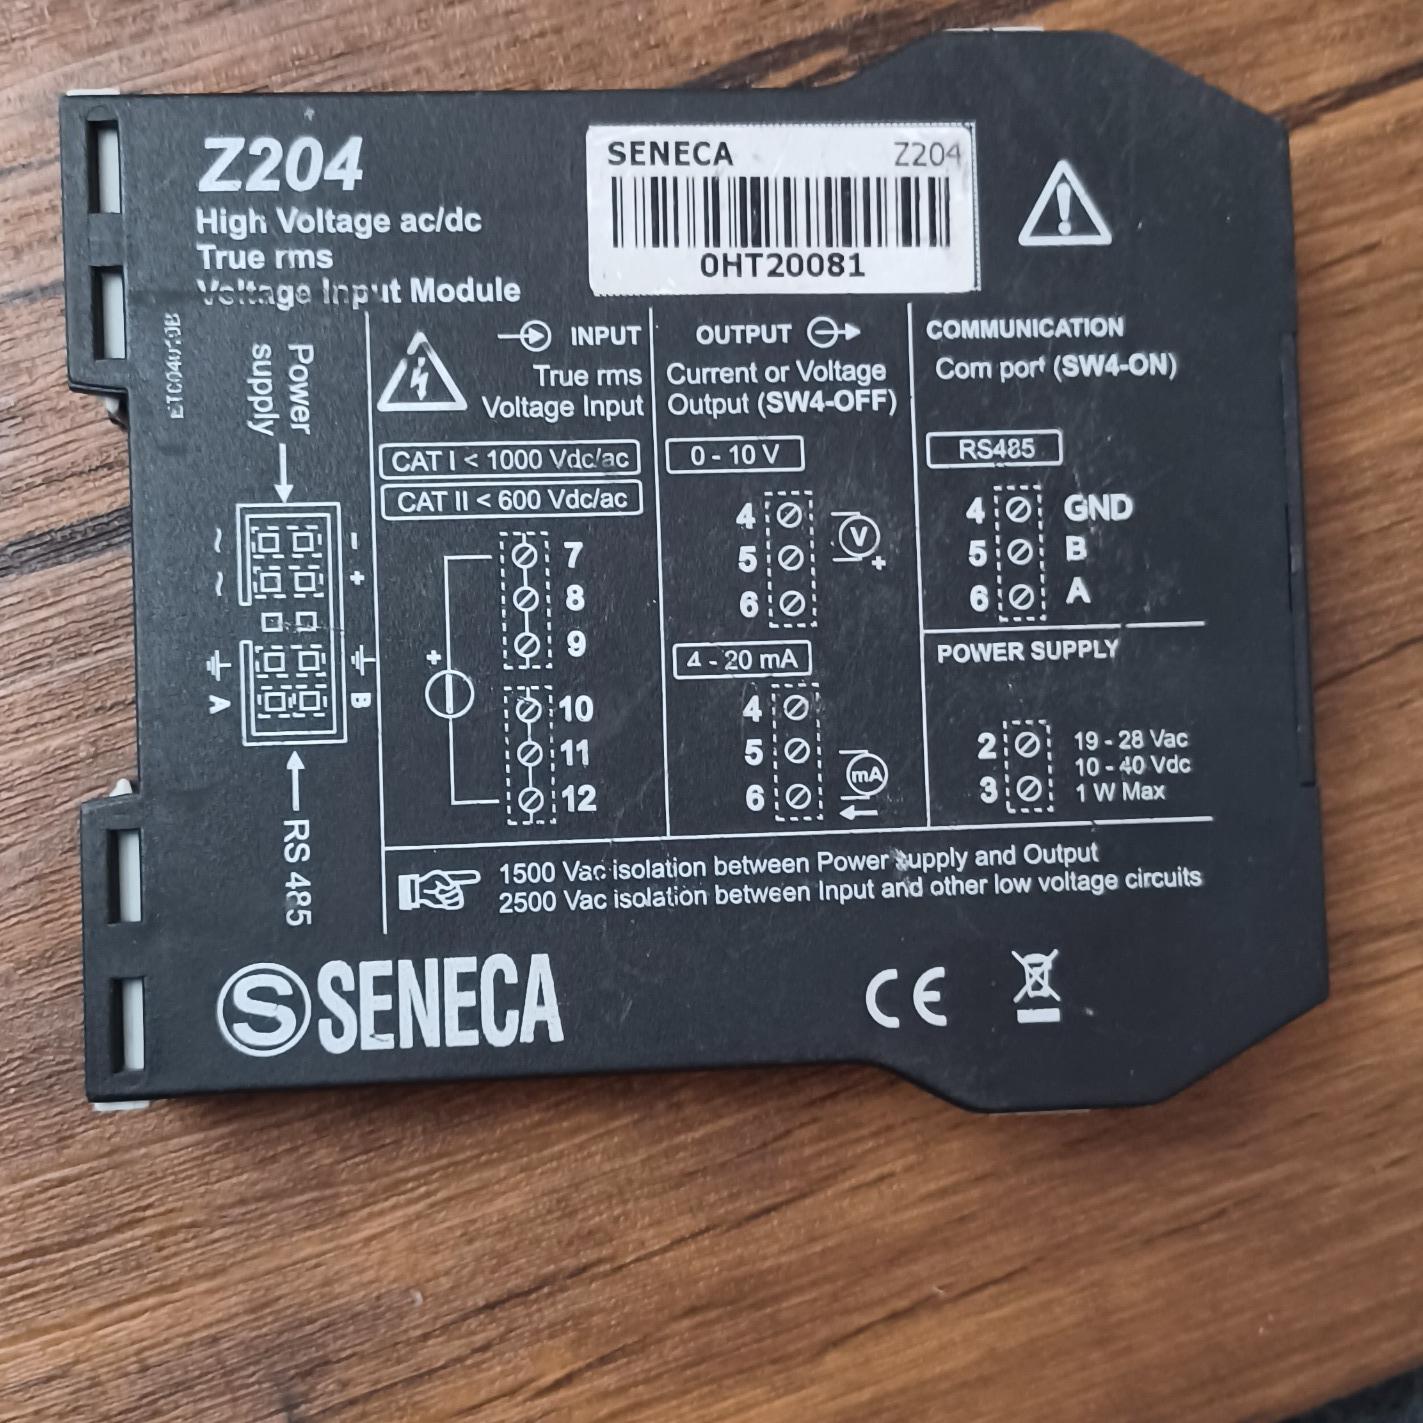 Z204
High Voltage ac/dc
True rms
Voltage Input Module
SENECA Z204
0HT20081
Power
supply
~ -
~ +
A B
RS 485
INPUT
True rms
Voltage Input
CAT I < 1000 Vdc/ac
CAT II < 600 Vdc/ac
7
8
9
+
10
11
12
OUTPUT
Current or Voltage
Output (SW4-OFF)
0 - 10 V
4
5 V
+
6
4 - 20 mA
4
5
mA
6
COMMUNICATION
Com port (SW4-ON)
RS485
4 GND
5 B
6 A
POWER SUPPLY
2 19 - 28 Vac
10 - 40 Vdc
3 1 W Max
1500 Vac isolation between Power supply and Output
2500 Vac isolation between Input and other low voltage circuits
S SENECA
CE